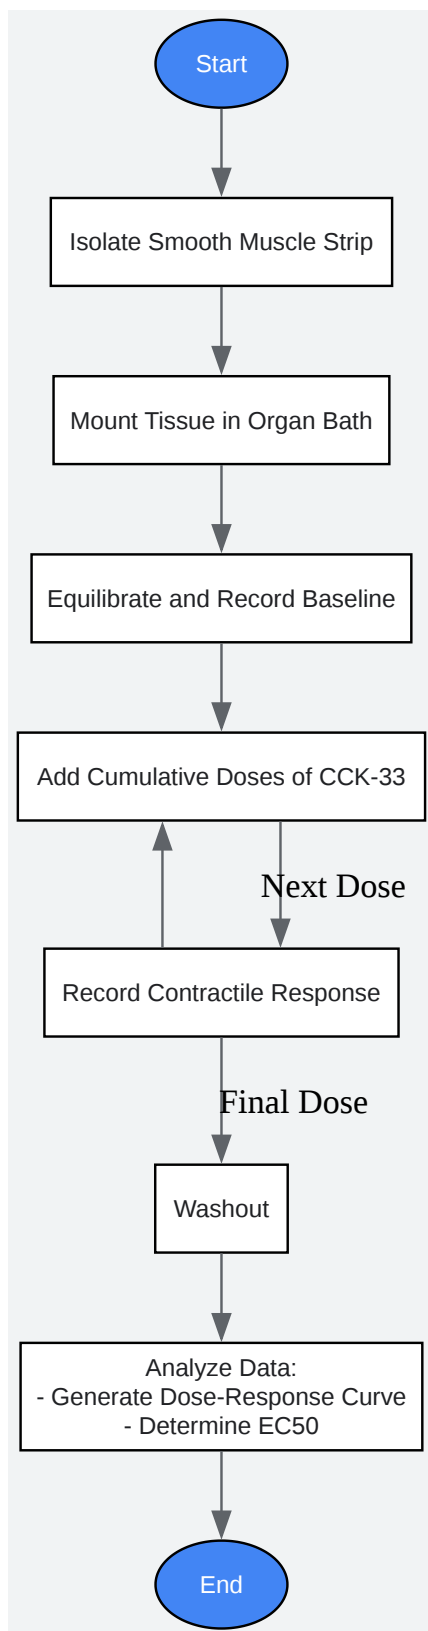 Start
Isolate Smooth Muscle Strip
Mount Tissue in Organ Bath
Equilibrate and Record Baseline
Add Cumulative Doses of CCK-33
Next Dose
Record Contractile Response
Final Dose
Washout
Analyze Data:
- Generate Dose-Response Curve
- Determine EC50
End